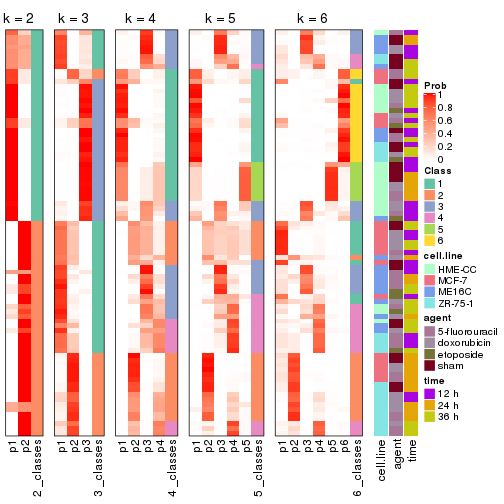 k = 2
k = 3
k = 4
k = 5
k = 6
Prob
1
0.8
0.6
0.4
0.2
0
Class
1
2
3
4
5
6
cell.line
HME-CC
MCF-7
ME16C
ZR-75-1
agent
5-fluorouracil
doxorubicin
etoposide
sham
time
12 h
24 h
36 h
p1
p2
2_classes
p1
p2
p3
3_classes
p1
p2
p3
p4
4_classes
p1
p2
p3
p4
p5
5_classes
p1
p2
p3
p4
p5
p6
6_classes
cell.line
agent
time